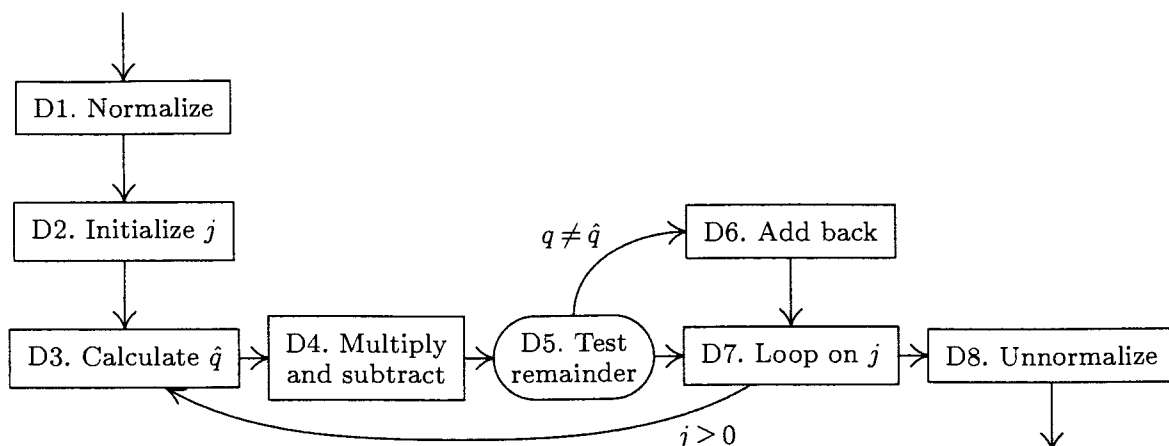 D1. Normalize
D2. Initialize j
q ≠ q̂
D6. Add back
D3. Calculate q̂
D4. Multiply
and subtract
D5. Test
remainder
D7. Loop on j
D8. Unnormalize
j > 0